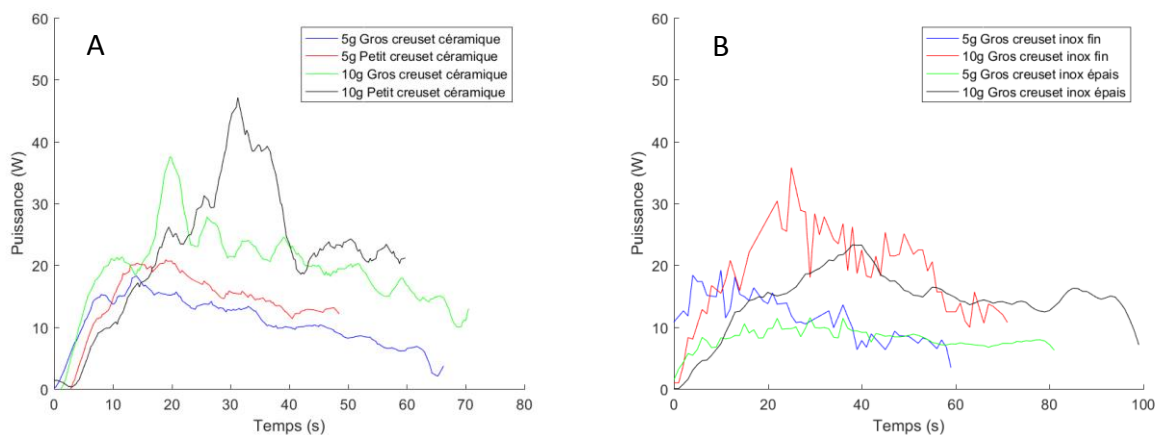 A
5g Gros creuset céramique
5g Petit creuset céramique
10g Gros creuset céramique
10g Petit creuset céramique
Puissance (W)
60
50
40
30
20
10
0
0 10 20 30 40 50 60 70 80
Temps (s)
B
5g Gros creuset inox fin
10g Gros creuset inox fin
5g Gros creuset inox épais
10g Gros creuset inox épais
Puissance (W)
60
50
40
30
20
10
0
0 20 40 60 80 100
Temps (s)